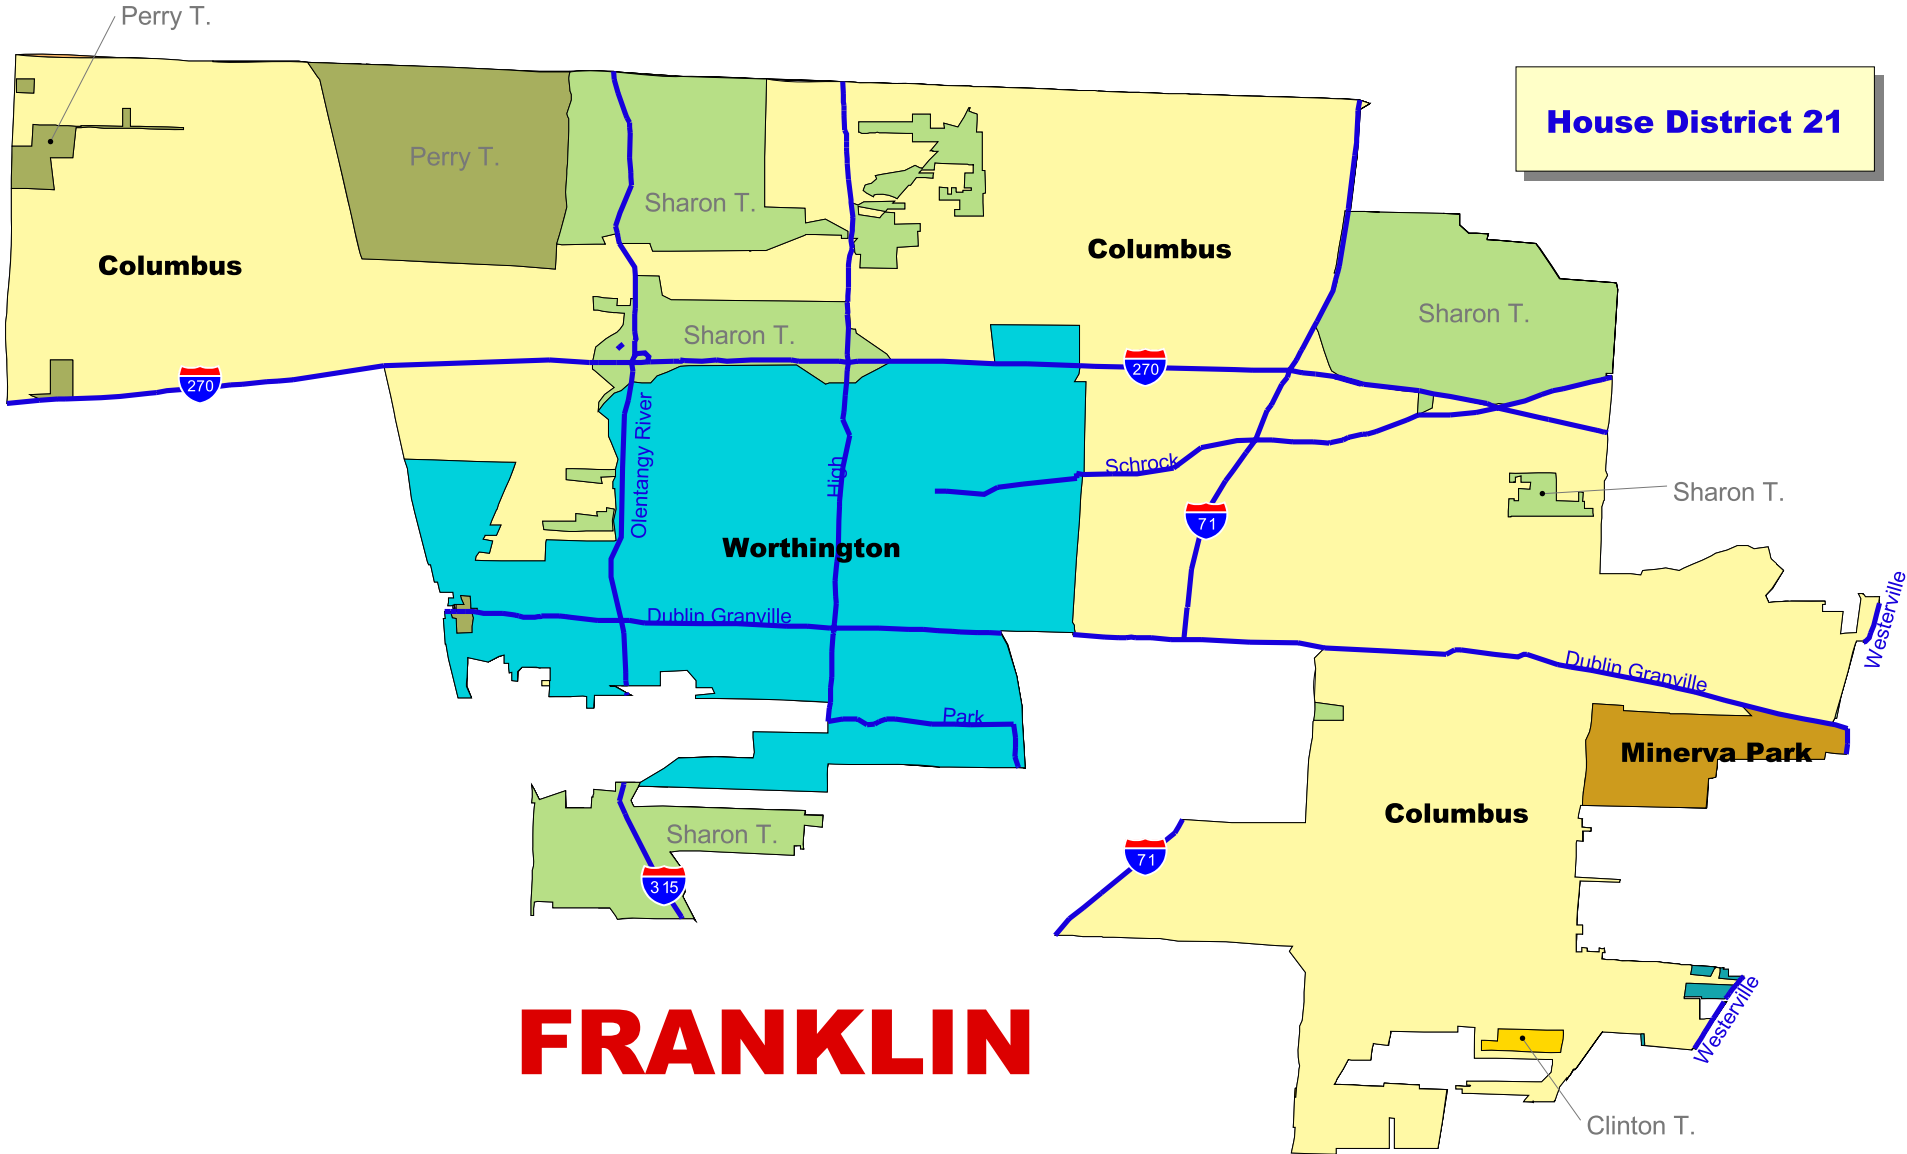 Perry T.
House District 21
Perry T.
Sharon T.
Columbus
Columbus
Sharon T.
Sharon T.
270
270
Olentangy River
High
Schrock
Sharon T.
71
Worthington
Dublin Granville
Westerville
Dublin Granville
Park
Minerva Park
Columbus
Sharon T.
71
315
FRANKLIN
Westerville
Clinton T.